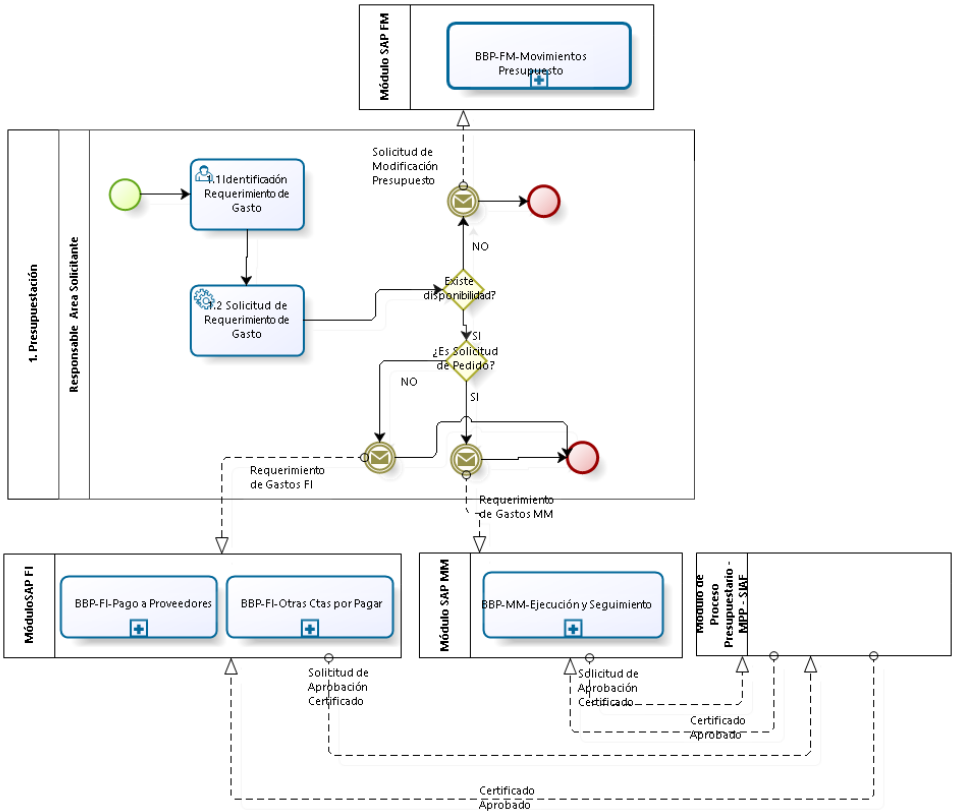 Módulo SAP FM
BBP-FM-Movimientos
Presupuesto
1. Presupuestación
Responsable Area Solicitante
Solicitud de
Modificación
Presupuesto
1.1 Identificación
Requerimiento de
Gasto
NO
Existe
disponibilidad?
1.2 Solicitud de
Requerimiento de
Gasto
SI
¿Es Solicitud
de Pedido?
NO
SI
Requerimiento
de Gastos FI
Requerimiento
de Gastos MM
MóduloSAP FI
BBP-FI-Pago a Proveedores
BBP-FI-Otras Ctas por Pagar
Módulo SAP MM
BBP-MM-Ejecución y Seguimiento
Módulo de
Proceso
Presupuestario -
MPP - SIAF
Solicitud de
Aprobación
Certificado
Solicitud de
Aprobación
Certificado
Certificado
Aprobado
Certificado
Aprobado